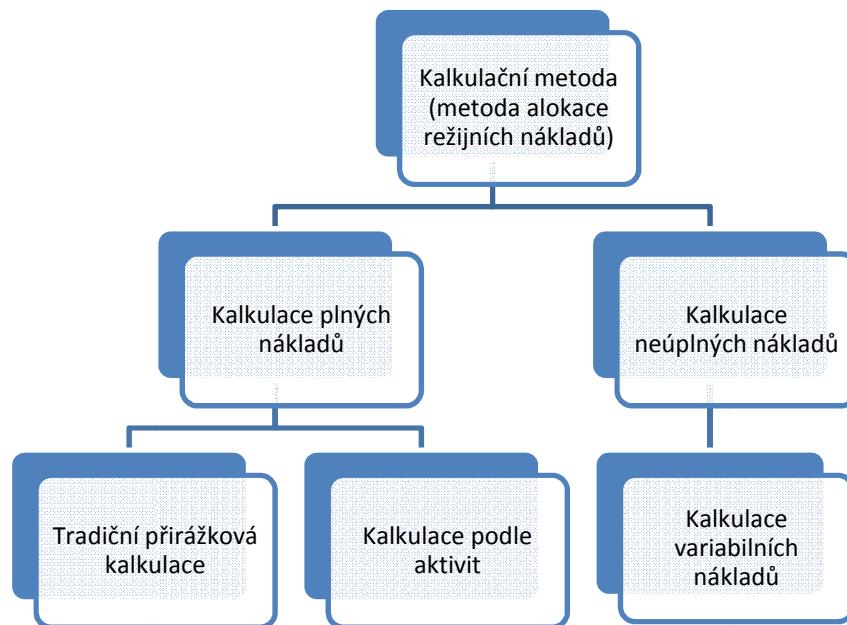 Kalkulační metoda
(metoda alokace
režijních nákladů)
Kalkulace plných
nákladů
Kalkulace
neúplných nákladů
Tradiční přirážková
kalkulace
Kalkulace podle
aktivit
Kalkulace
variabilních
nákladů